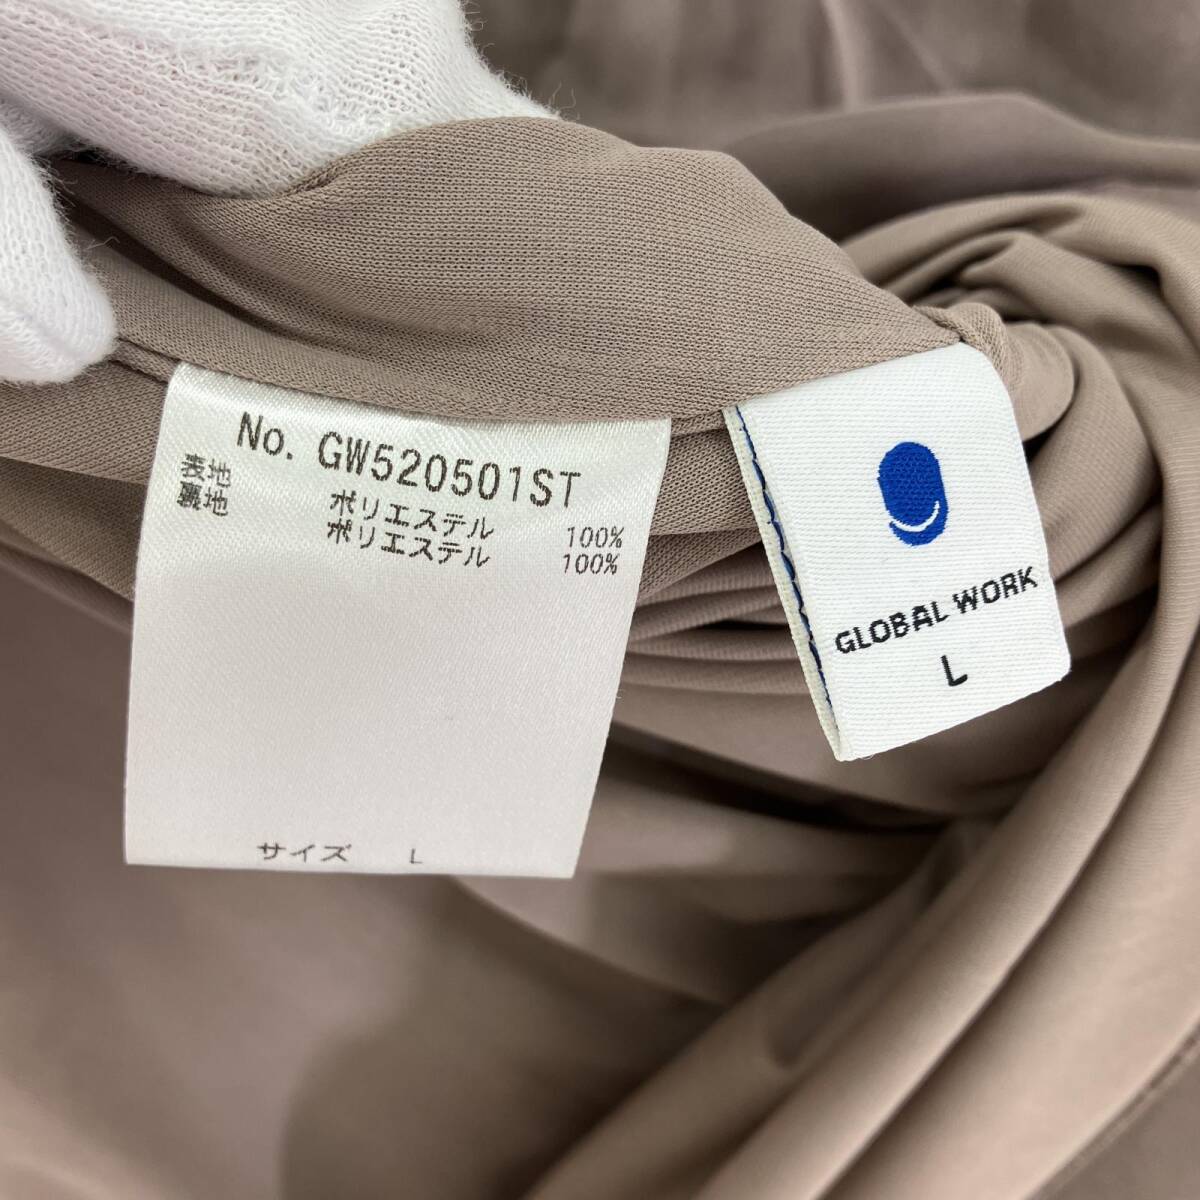 No. GW520501ST
表地 ポリエステル 100%
裏地 ポリエステル 100%
サイズ L
GLOBAL WORK
L